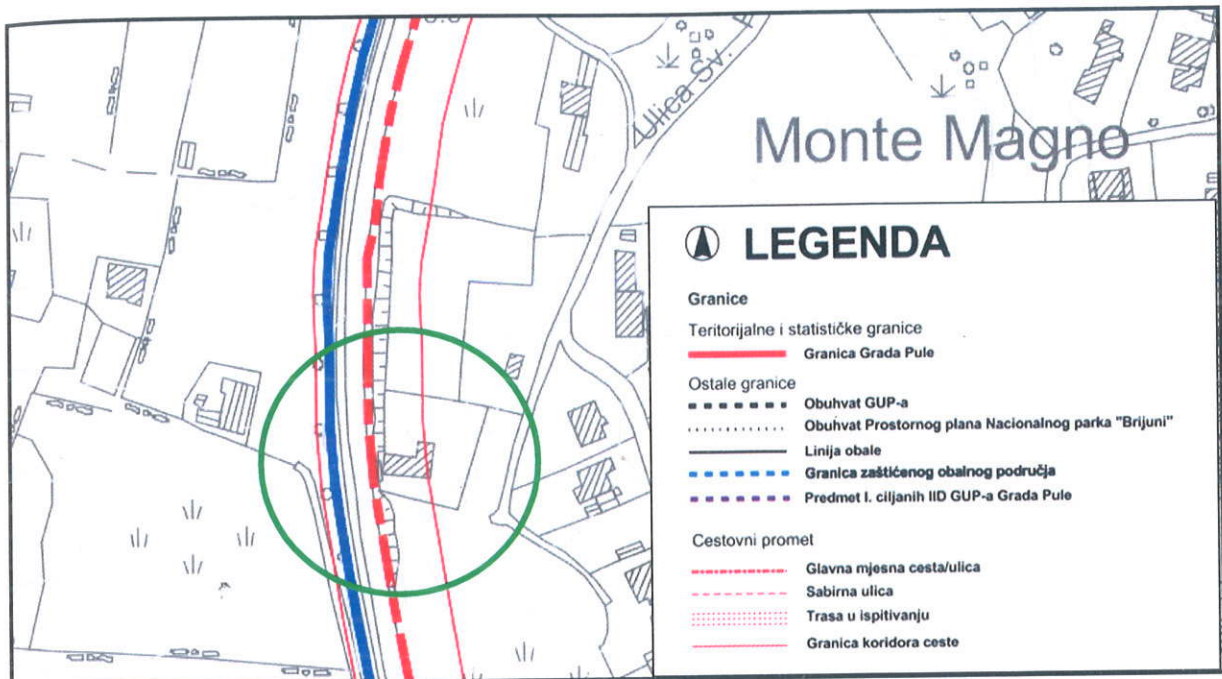 Ulica Sv.
Monte Magno
LEGENDA
Granice
Teritorijalne i statističke granice
Granica Grada Pule
Ostale granice
Obuhvat GUP-a
Obuhvat Prostornog plana Nacionalnog parka "Brijuni"
Linija obale
Granica zaštićenog obalnog područja
Predmet I. ciljanih IID GUP-a Grada Pule
Cestovni promet
Glavna mjesna cesta/ulica
Sabirna ulica
Trasa u ispitivanju
Granica koridora ceste